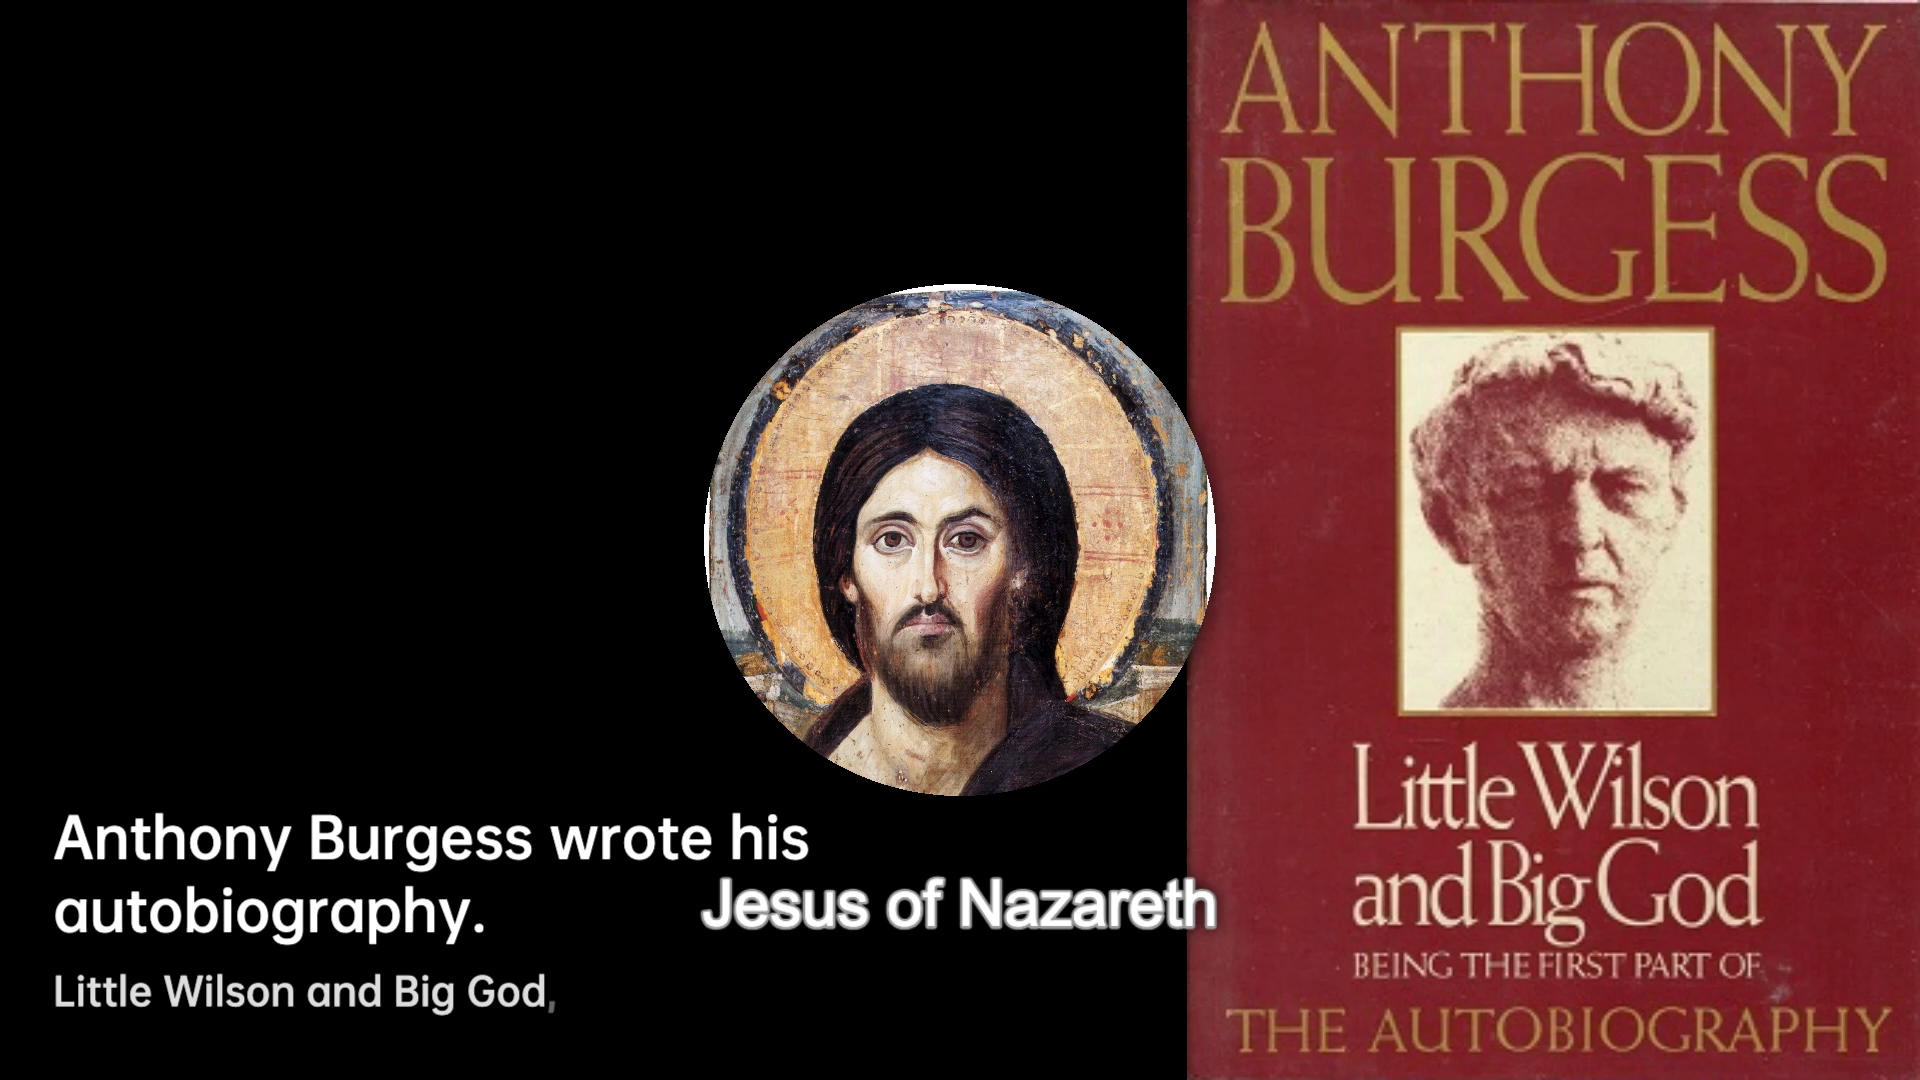 Anthony Burgess wrote his
autobiography.
Little Wilson and Big God,
Jesus of Nazareth
ANTHONY
BURGESS
Little Wilson
and Big God
BEING THE FIRST PART OF
THE AUTOBIOGRAPHY